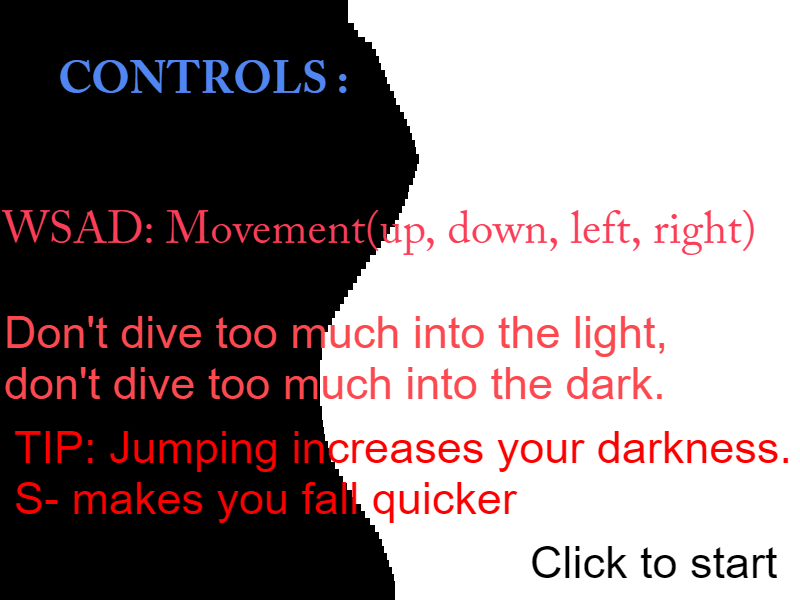 CONTROLS :
WSAD: Movement(up, down, left, right)
Don't dive too much into the light,
don't dive too much into the dark.
TIP: Jumping increases your darkness.
S- makes you fall quicker
Click to start